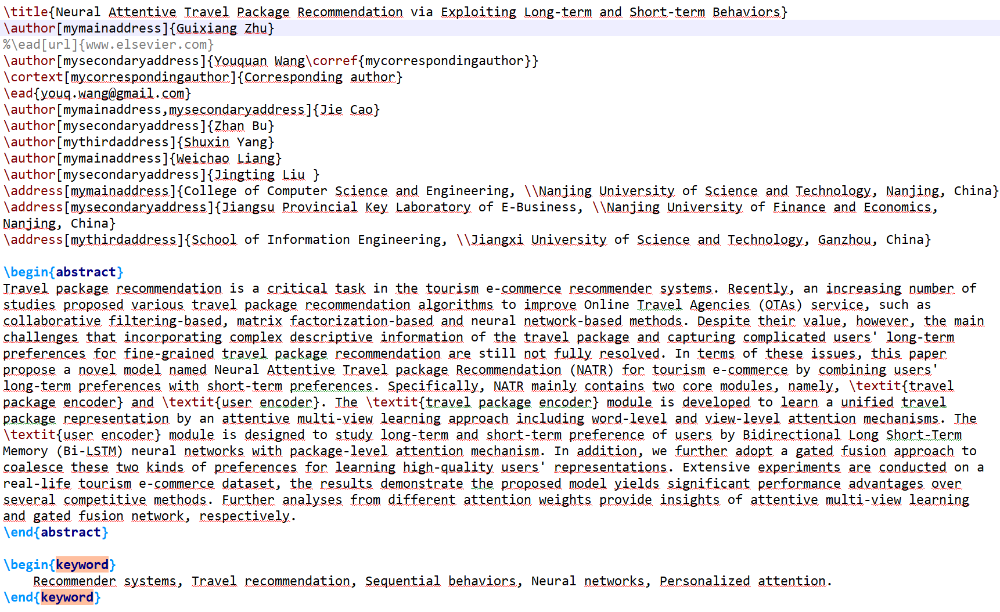 \title{Neural Attentive Travel Package Recommendation via Exploiting Long-term and Short-term Behaviors}
\author[mymainaddress]{Guixiang Zhu}
%\ead[url]{www.elsevier.com}
\author[mysecondaryaddress]{Youquan Wang\corref{mycorrespondingauthor}}
\cortext[mycorrespondingauthor]{Corresponding author}
\ead{youq.wang@gmail.com}
\author[mymainaddress,mysecondaryaddress]{Jie Cao}
\author[mysecondaryaddress]{Zhan Bu}
\author[mythirdaddress]{Shuxin Yang}
\author[mymainaddress]{Weichao Liang}
\author[mysecondaryaddress]{Jingting Liu }
\address[mymainaddress]{College of Computer Science and Engineering, \\Nanjing University of Science and Technology, Nanjing, China}
\address[mysecondaryaddress]{Jiangsu Provincial Key Laboratory of E-Business, \\Nanjing University of Finance and Economics,
Nanjing, China}
\address[mythirdaddress]{School of Information Engineering, \\Jiangxi University of Science and Technology, Ganzhou, China}
\begin{abstract}
Travel package recommendation is a critical task in the tourism e-commerce recommender systems. Recently, an increasing number of
studies proposed various travel package recommendation algorithms to improve Online Travel Agencies (OTAs) service, such as
collaborative filtering-based, matrix factorization-based and neural network-based methods. Despite their value, however, the main
challenges that incorporating complex descriptive information of the travel package and capturing complicated users' long-term
preferences for fine-grained travel package recommendation are still not fully resolved. In terms of these issues, this paper
propose a novel model named Neural Attentive Travel package Recommendation (NATR) for tourism e-commerce by combining users'
long-term preferences with short-term preferences. Specifically, NATR mainly contains two core modules, namely, \textit{travel
package encoder} and \textit{user encoder}. The \textit{travel package encoder} module is developed to learn a unified travel
package representation by an attentive multi-view learning approach including word-level and view-level attention mechanisms. The
\textit{user encoder} module is designed to study long-term and short-term preference of users by Bidirectional Long Short-Term
Memory (Bi-LSTM) neural networks with package-level attention mechanism. In addition, we further adopt a gated fusion approach to
coalesce these two kinds of preferences for learning high-quality users' representations. Extensive experiments are conducted on a
real-life tourism e-commerce dataset, the results demonstrate the proposed model yields significant performance advantages over
several competitive methods. Further analyses from different attention weights provide insights of attentive multi-view learning
and gated fusion network, respectively.
\end{abstract}
\begin{keyword}
Recommender systems, Travel recommendation, Sequential behaviors, Neural networks, Personalized attention.
\end{keyword}